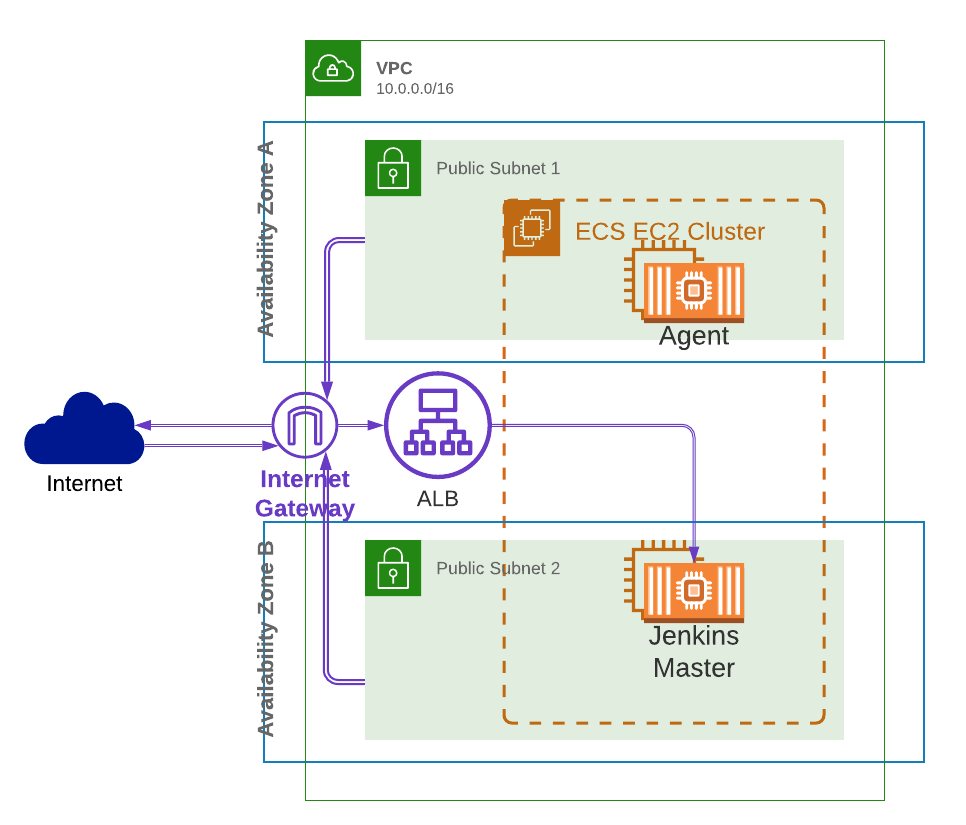 VPC
10.0.0.0/16
Availability Zone A
Public Subnet 1
ECS EC2 Cluster
Agent
Internet
Internet
Gateway
ALB
Availability Zone B
Public Subnet 2
Jenkins
Master